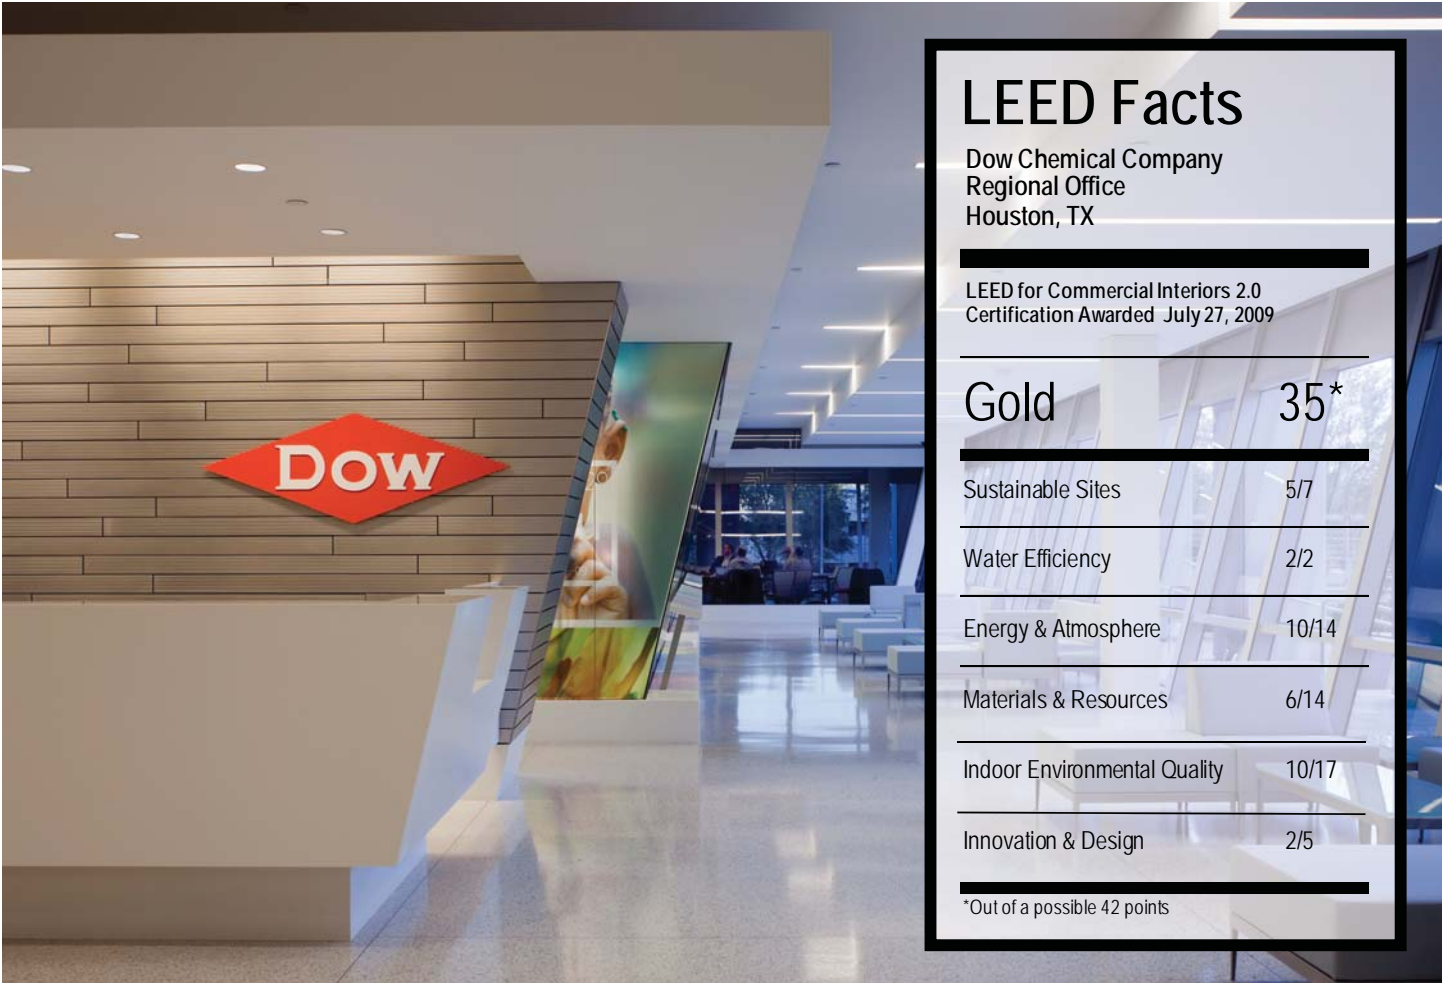 DOW
LEED Facts
Dow Chemical Company
Regional Office
Houston, TX
LEED for Commercial Interiors 2.0
Certification Awarded July 27, 2009
Gold 35*
Sustainable Sites 5/7
Water Efficiency 2/2
Energy & Atmosphere 10/14
Materials & Resources 6/14
Indoor Environmental Quality 10/17
Innovation & Design 2/5
*Out of a possible 42 points